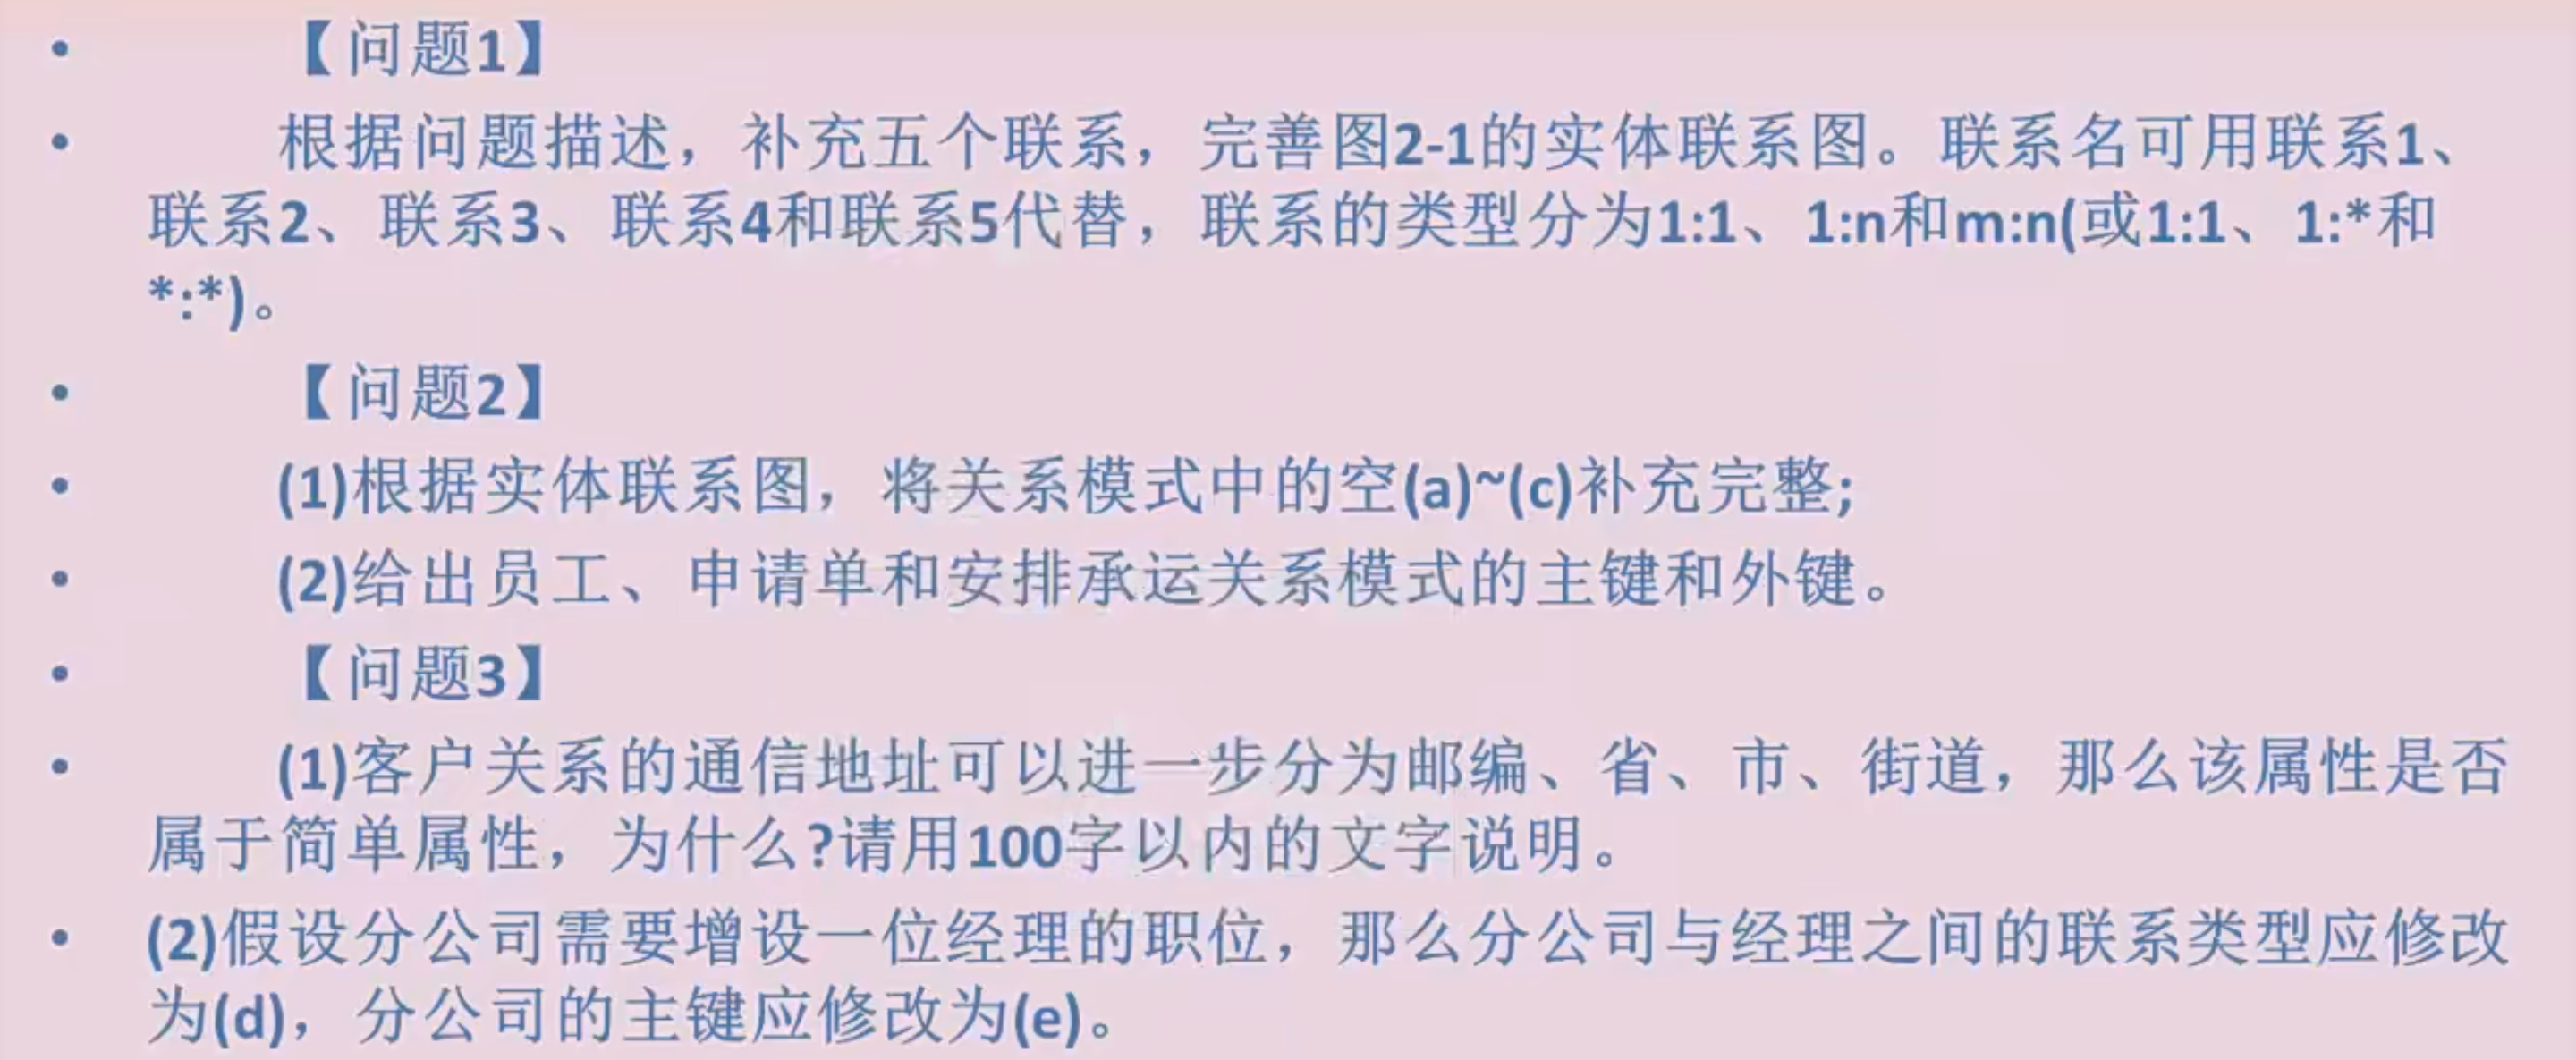 • 【问题1】
• 根据问题描述，补充五个联系，完善图2-1的实体联系图。联系名可用联系1、
联系2、联系3、联系4和联系5代替，联系的类型分为1:1、1:n和m:n(或1:1、1:*和
*:*)。
• 【问题2】
• (1)根据实体联系图，将关系模式中的空(a)~(c)补充完整;
• (2)给出员工、申请单和安排承运关系模式的主键和外键。
• 【问题3】
• (1)客户关系的通信地址可以进一步分为邮编、省、市、街道，那么该属性是否
属于简单属性，为什么?请用100字以内的文字说明。
• (2)假设分公司需要增设一位经理的职位，那么分公司与经理之间的联系类型应修改
为(d)，分公司的主键应修改为(e)。